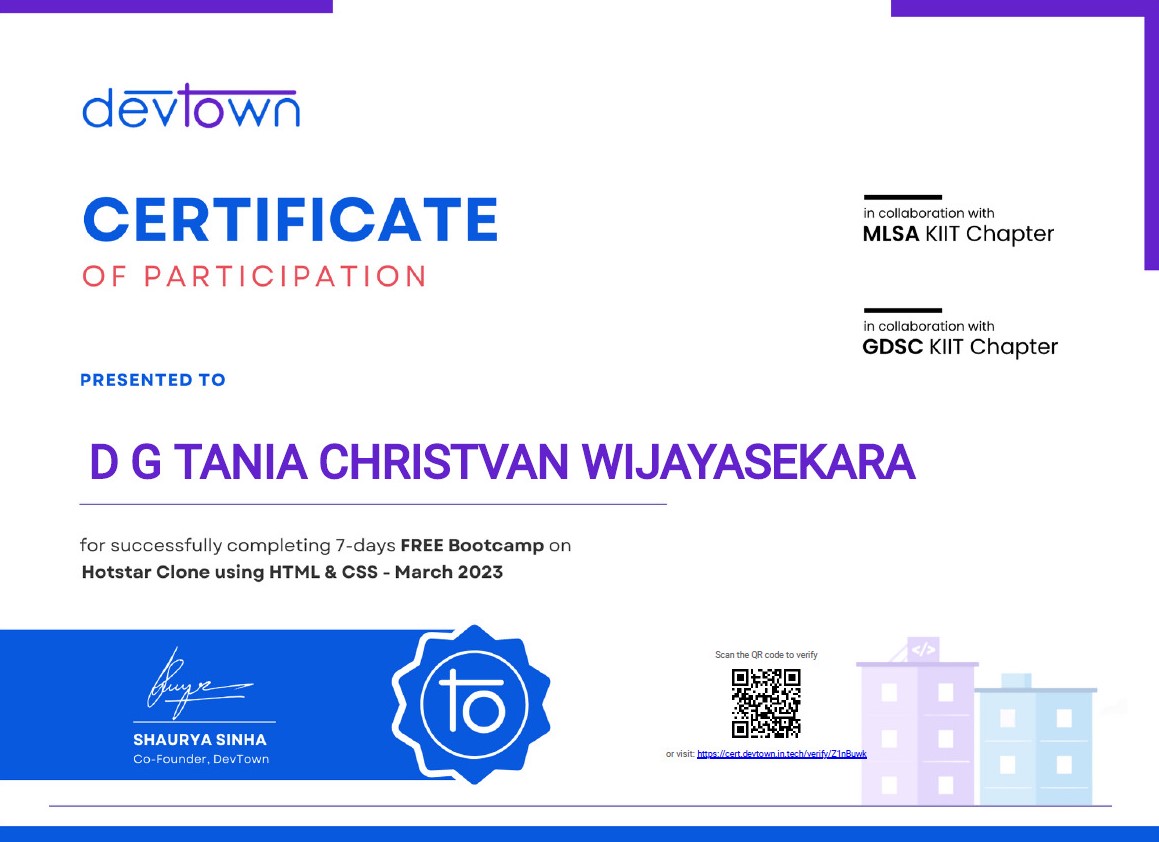 devtown
CERTIFICATE
OF PARTICIPATION
in collaboration with
MLSA KIIT Chapter
in collaboration with
GDSC KIIT Chapter
PRESENTED TO
D G TANIA CHRISTVAN WIJAYASEKARA
for successfully completing 7-days FREE Bootcamp on
Hotstar Clone using HTML & CSS - March 2023
SHAURYA SINHA
Co-Founder, DevTown
to
Scan the QR code to verify
or visit: https://cert.devtown.in.tech/verify/Z1nBuwk
</>